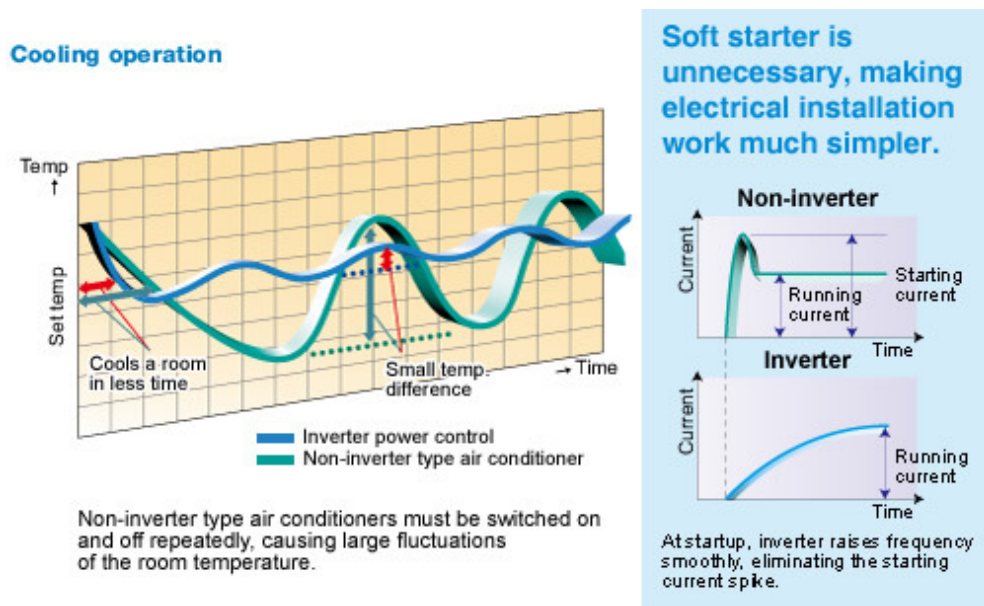 Cooling operation
Temp
→
Set temp
Cools a room
in less time
Small temp.
difference
→ Time
Inverter power control
Non-inverter type air conditioner
Non-inverter type air conditioners must be switched on
and off repeatedly, causing large fluctuations
of the room temperature.
Soft starter is
unnecessary, making
electrical installation
work much simpler.
Non-inverter
Current
Running
current
Starting
current
Time
Inverter
Current
Running
current
Time
At startup, inverter raises frequency
smoothly, eliminating the starting
current spike.